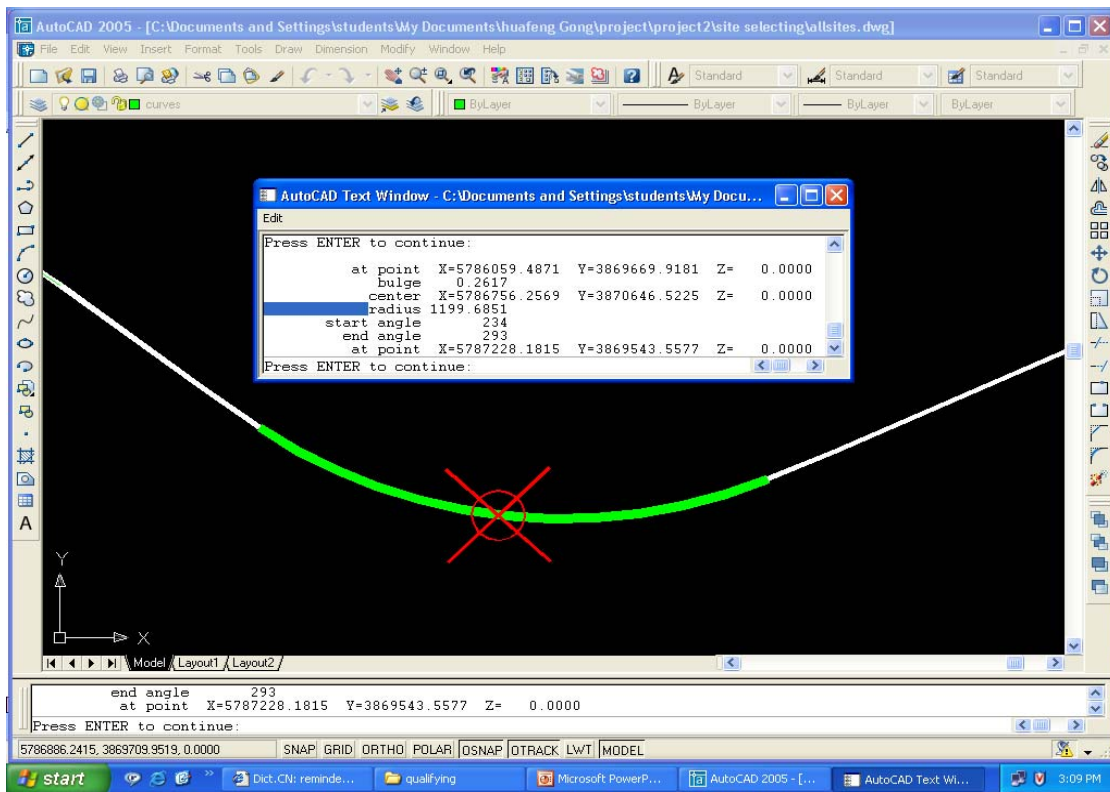 AutoCAD 2005 - [C:\Documents and Settings\students\My Documents\huafeng Gong\project\project2\site selecting\allsites.dwg]
File Edit View Insert Format Tools Draw Dimension Modify Window Help
Standard Standard Standard
curves ByLayer ByLayer ByLayer ByLayer
AutoCAD Text Window - C:\Documents and Settings\students\My Docu...
Edit
Press ENTER to continue:
at point X=5786059.4871 Y=3869669.9181 Z= 0.0000
bulge 0.2617
center X=5786756.2569 Y=3870646.5225 Z= 0.0000
radius 1199.6851
start angle 234
end angle 293
at point X=5787228.1815 Y=3869543.5577 Z= 0.0000
Press ENTER to continue:
A
Y
X
Model Layout1 Layout2
end angle 293
at point X=5787228.1815 Y=3869543.5577 Z= 0.0000
Press ENTER to continue:
5786886.2415, 3869709.9519, 0.0000 SNAP GRID ORTHO POLAR OSNAP OTRACK LWT MODEL
start Dict.CN: reminde... qualifying Microsoft PowerP... AutoCAD 2005 - [... AutoCAD Text Wi... 3:09 PM